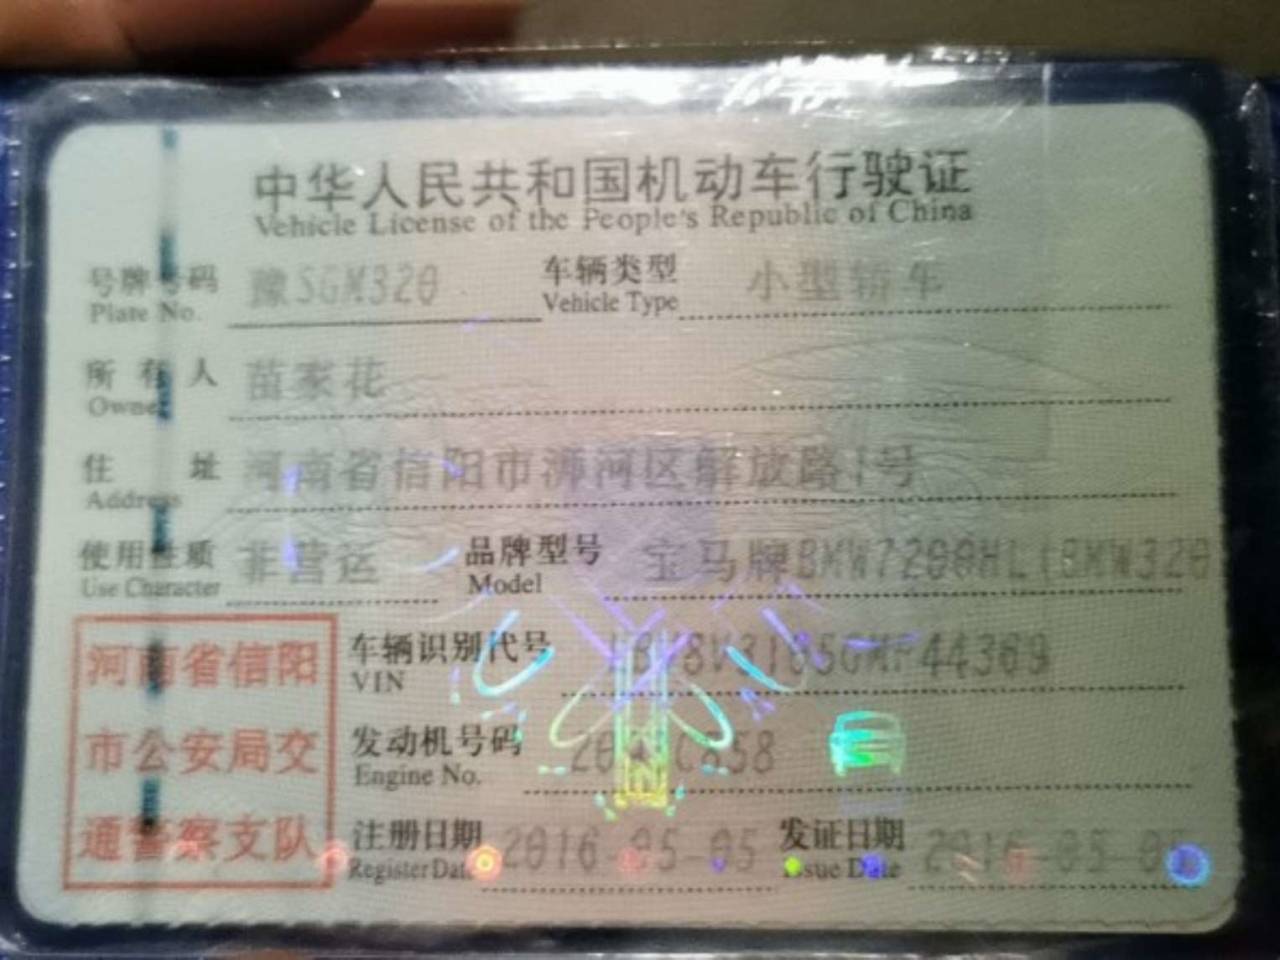 中华人民共和国机动车行驶证
Vehicle License of the People's Republic of China
号牌号码 豫SGM320 车辆类型 小型轿车
Plate No. Vehicle Type
所有人 苗家花
Owner
住址 河南省信阳市浉河区解放路1号
Address
使用性质 非营运 品牌型号 宝马牌BMW7200HL(BMW320
Use Character Model
河南省信阳
市公安局交
通警察支队
车辆识别代号
VIN
发动机号码
Engine No.
注册日期 2016-05-05 发证日期
Register Date Issue Date